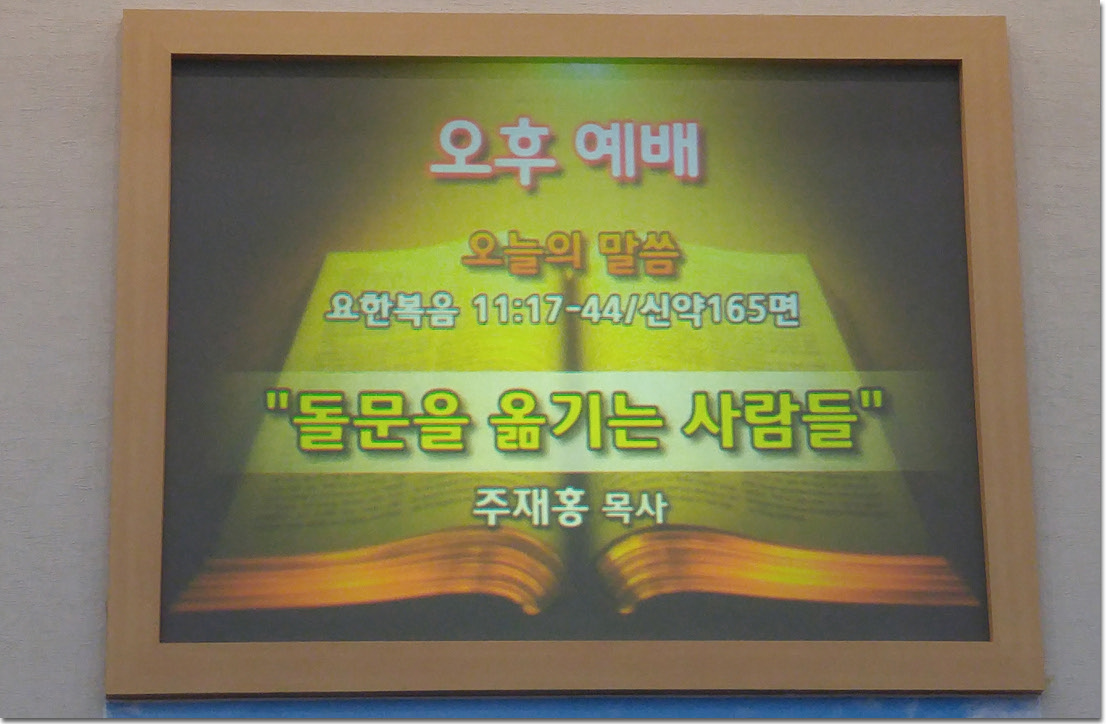 오후 예배
오늘의 말씀
요한복음 11:17-44/신약165면
"돌문을 옮기는 사람들"
주재홍 목사